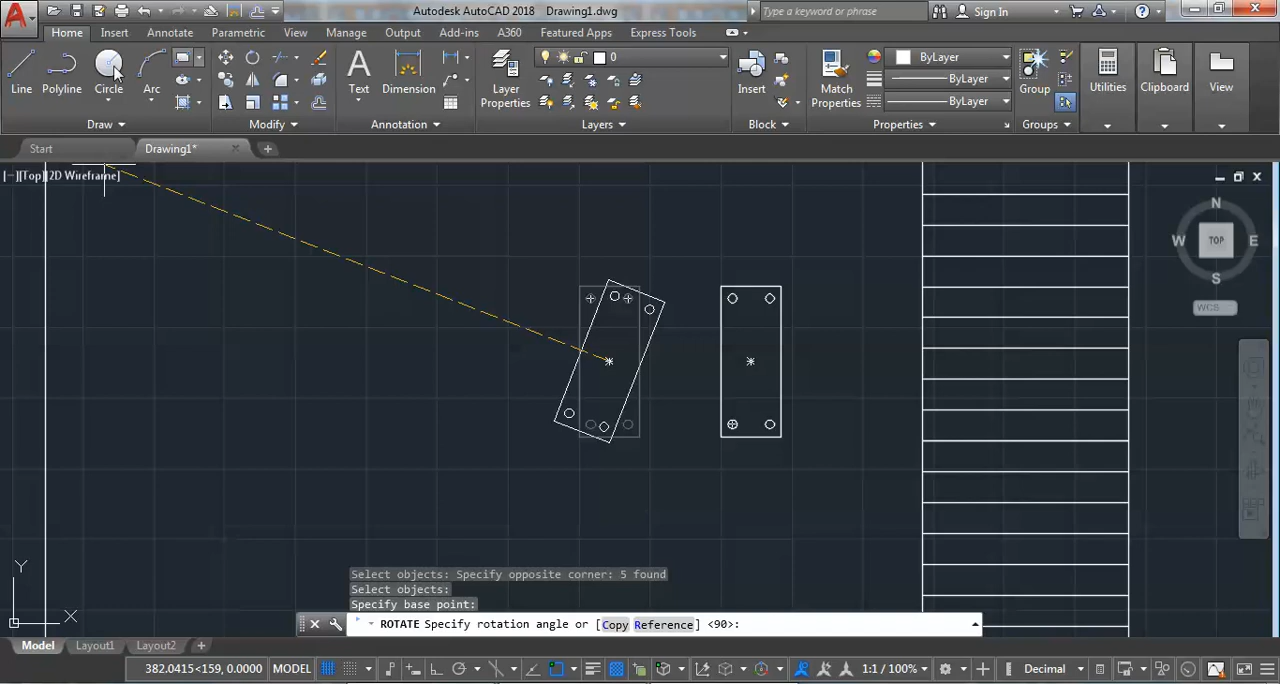 Autodesk AutoCAD 2018 Drawing1.dwg
Type a keyword or phrase
Sign In
Home Insert Annotate Parametric View Manage Output Add-ins A360 Featured Apps Express Tools
0
ByLayer
ByLayer
ByLayer
Line Polyline Circle Arc Text Dimension Layer Properties Insert Match Properties Group Utilities Clipboard View
Draw Modify Annotation Layers Block Properties Groups
Start Drawing1*
[−][Top][2D Wireframe]
N
W TOP E
S
WCS
Y
X
Select objects: Specify opposite corner: 5 found
Select objects:
Specify base point:
ROTATE Specify rotation angle or [Copy Reference] <90>:
Model Layout1 Layout2
382.0415<159, 0.0000 MODEL 1:1 / 100% Decimal